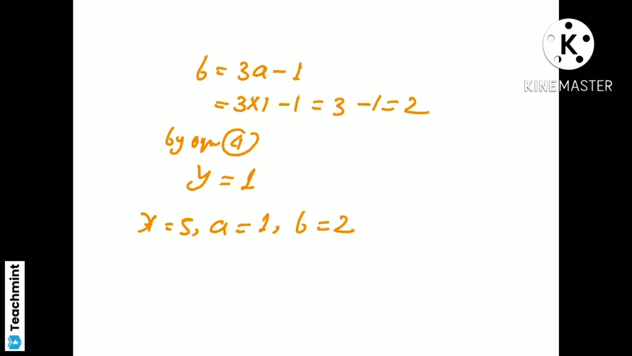 b = 3a - 1
= 3×1 - 1 = 3 - 1 = 2
by eqn (4)
y = 1
x = 5, a = 1, b = 2
K
KINEMASTER
Teachmint